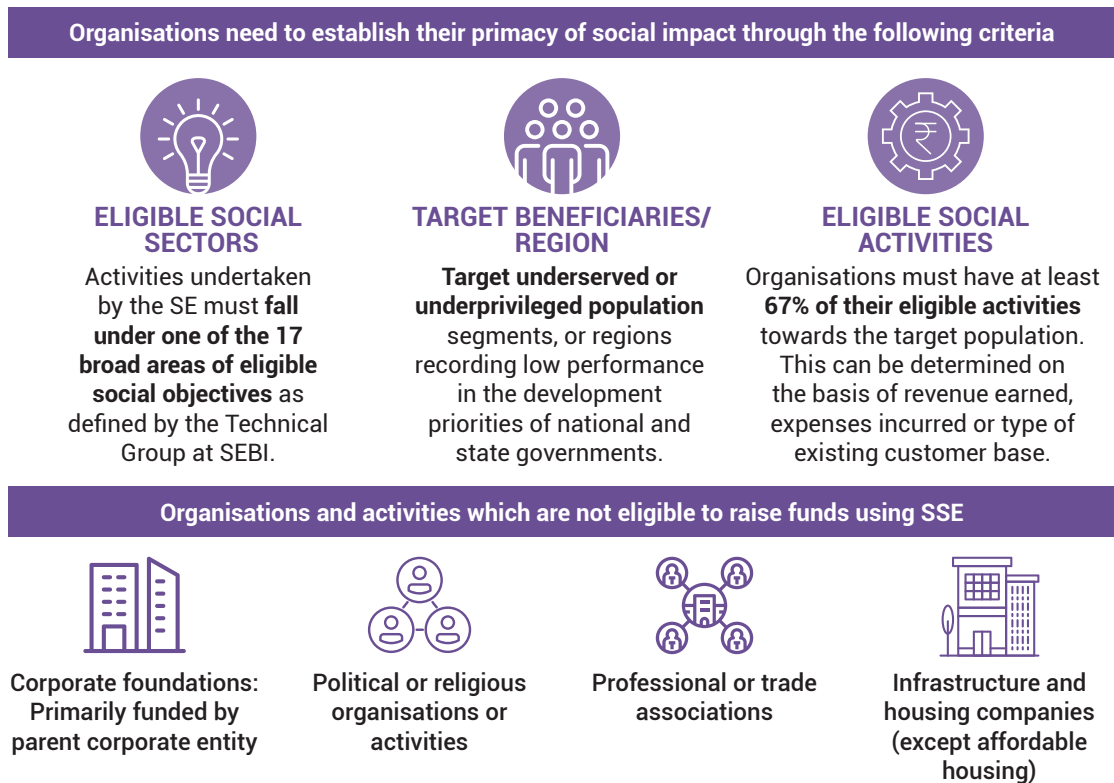 Organisations need to establish their primacy of social impact through the following criteria
₹
ELIGIBLE SOCIAL
SECTORS
Activities undertaken
by the SE must fall
under one of the 17
broad areas of eligible
social objectives as
defined by the Technical
Group at SEBI.
TARGET BENEFICIARIES/
REGION
Target underserved or
underprivileged population
segments, or regions
recording low performance
in the development
priorities of national and
state governments.
ELIGIBLE SOCIAL
ACTIVITIES
Organisations must have at least
67% of their eligible activities
towards the target population.
This can be determined on
the basis of revenue earned,
expenses incurred or type of
existing customer base.
Organisations and activities which are not eligible to raise funds using SSE
Corporate foundations:
Primarily funded by
parent corporate entity
Political or religious
organisations or
activities
Professional or trade
associations
Infrastructure and
housing companies
(except affordable
housing)